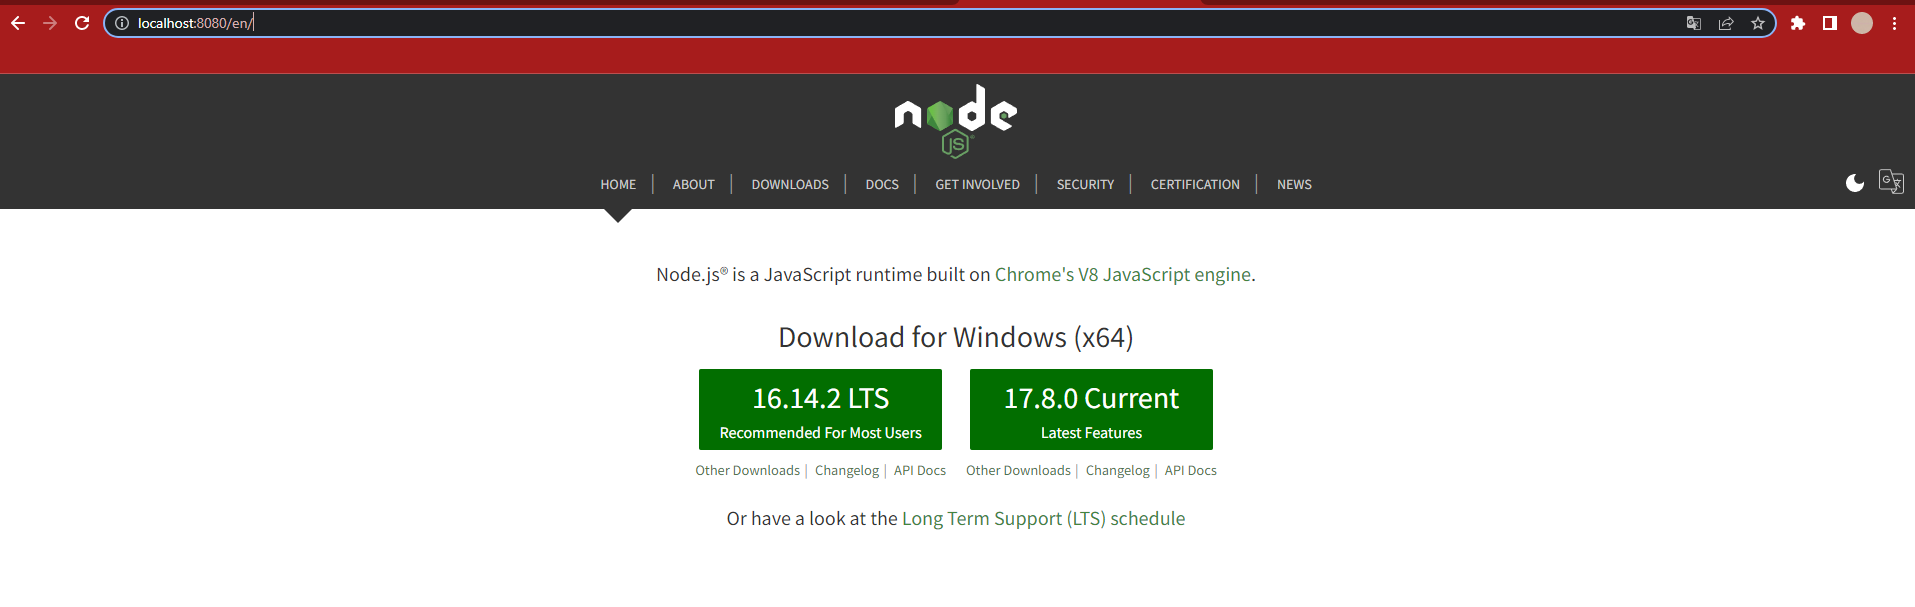 localhost:8080/en/
node
JS
HOME | ABOUT | DOWNLOADS | DOCS | GET INVOLVED | SECURITY | CERTIFICATION | NEWS
Node.js® is a JavaScript runtime built on Chrome's V8 JavaScript engine.
Download for Windows (x64)
16.14.2 LTS
Recommended For Most Users
17.8.0 Current
Latest Features
Other Downloads | Changelog | API Docs
Other Downloads | Changelog | API Docs
Or have a look at the Long Term Support (LTS) schedule